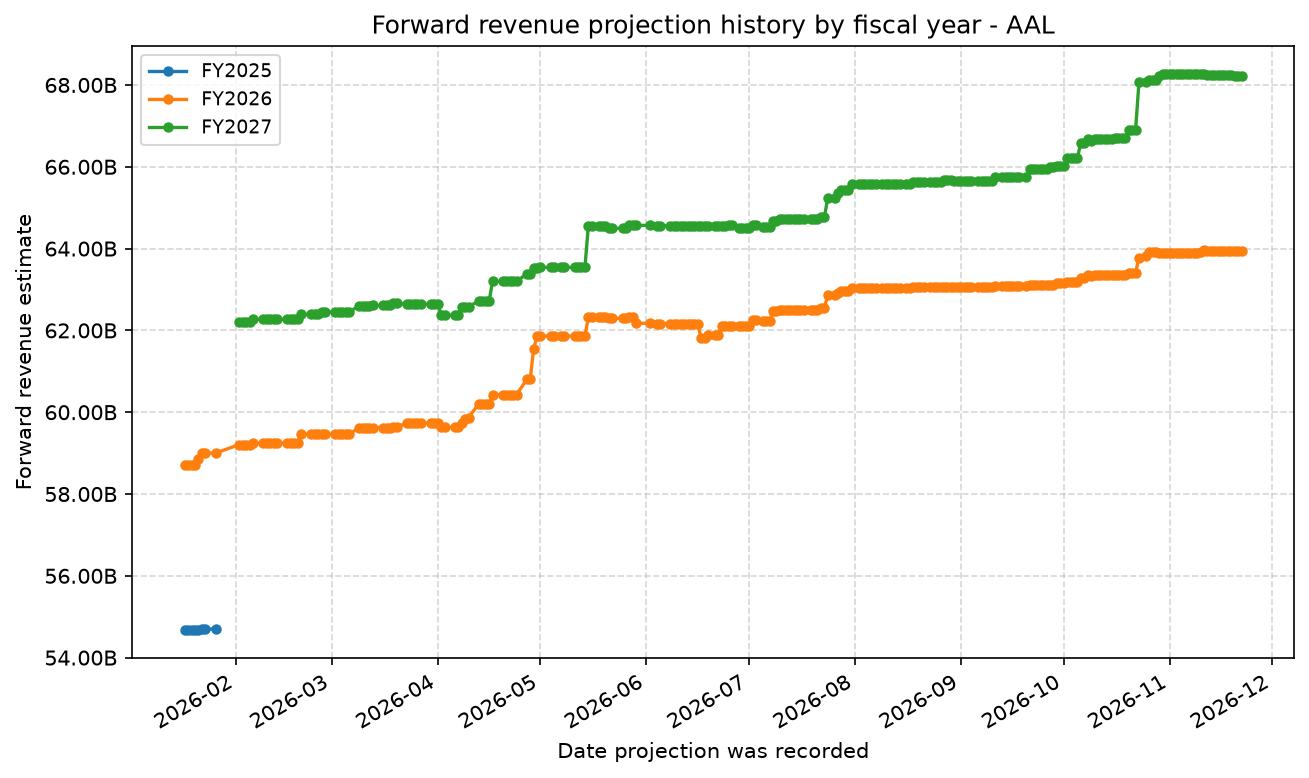 Forward revenue projection history by fiscal year - AAL
FY2025
FY2026
FY2027
68.00B
66.00B
64.00B
62.00B
60.00B
58.00B
56.00B
54.00B
Forward revenue estimate
2026-02
2026-03
2026-04
2026-05
2026-06
2026-07
2026-08
2026-09
2026-10
2026-11
2026-12
Date projection was recorded